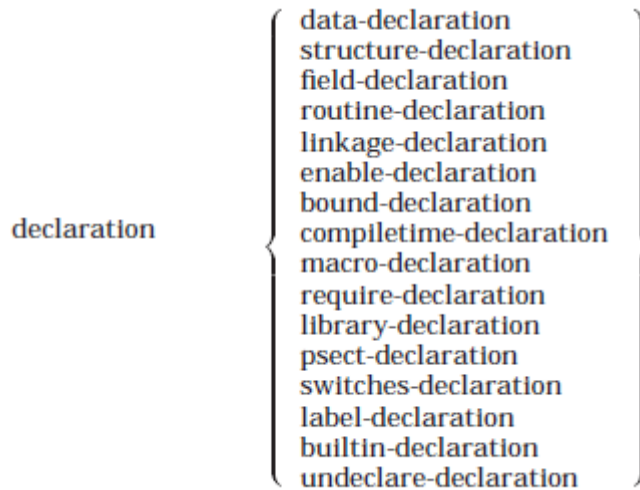 data-declaration
structure-declaration
field-declaration
routine-declaration
linkage-declaration
enable-declaration
bound-declaration
declaration
compiletime-declaration
macro-declaration
require-declaration
library-declaration
psect-declaration
switches-declaration
label-declaration
builtin-declaration
undeclare-declaration